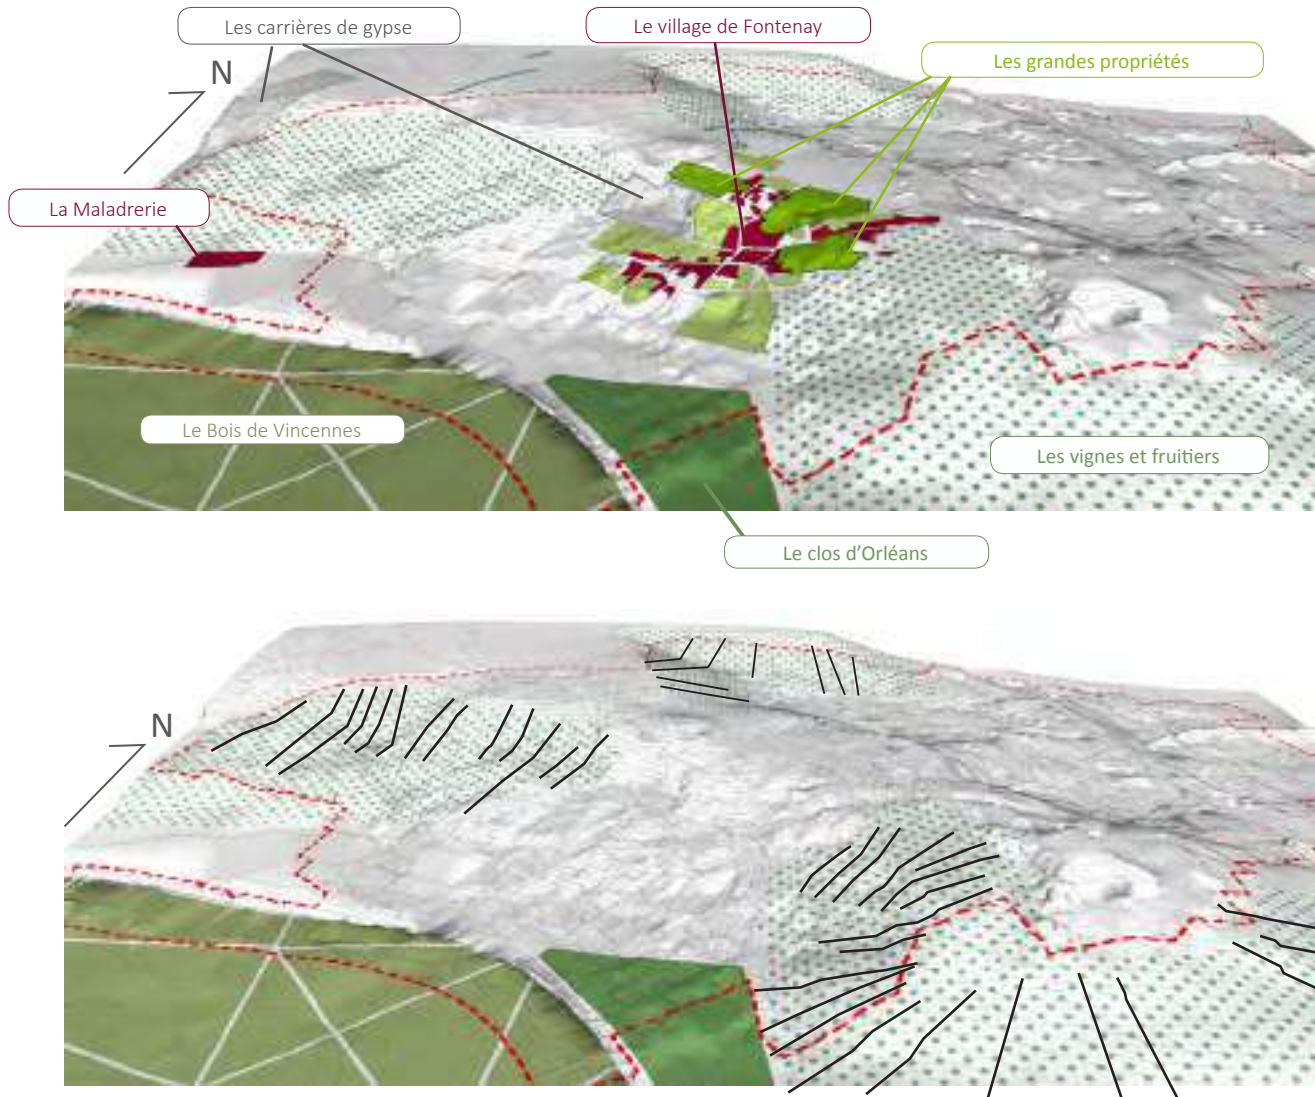 Les carrières de gypse
Le village de Fontenay
Les grandes propriétés
N
La Maladrerie
Le Bois de Vincennes
Les vignes et fruitiers
Le clos d'Orléans
N